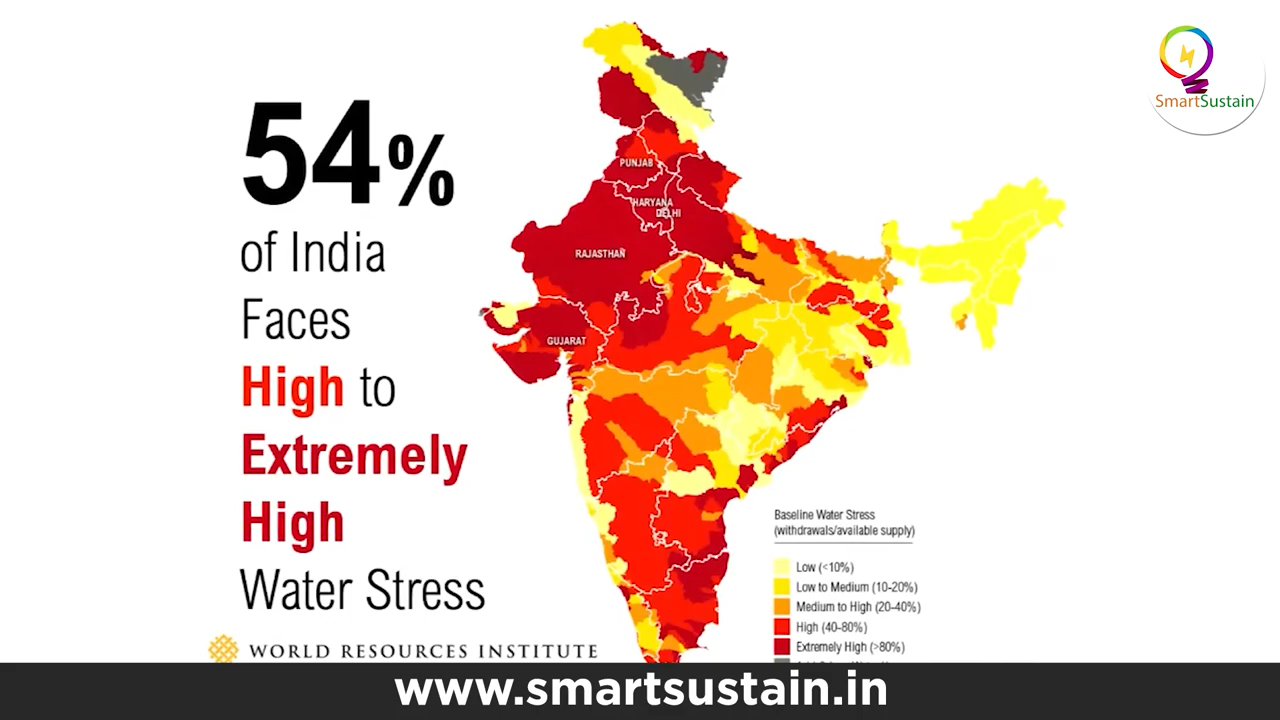 SmartSustain
54%
of India
Faces
High to
Extremely
High
Water Stress
WORLD RESOURCES INSTITUTE
PUNJAB
HARYANA
DELHI
RAJASTHAN
GUJARAT
Baseline Water Stress
(withdrawals/available supply)
Low (<10%)
Low to Medium (10-20%)
Medium to High (20-40%)
High (40-80%)
Extremely High (>80%)
www.smartsustain.in